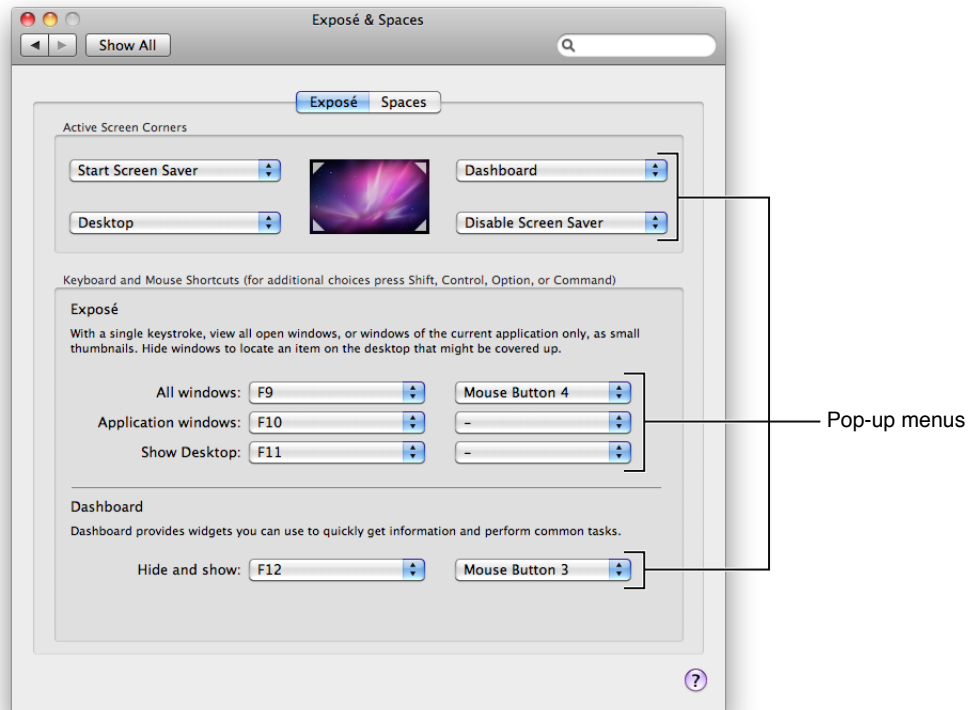 Exposé & Spaces
Show All
Exposé Spaces
Active Screen Corners
Start Screen Saver Dashboard
Desktop Disable Screen Saver
Keyboard and Mouse Shortcuts (for additional choices press Shift, Control, Option, or Command)
Exposé
With a single keystroke, view all open windows, or windows of the current application only, as small
thumbnails. Hide windows to locate an item on the desktop that might be covered up.
All windows: F9 Mouse Button 4
Application windows: F10 –
Pop-up menus
Show Desktop: F11 –
Dashboard
Dashboard provides widgets you can use to quickly get information and perform common tasks.
Hide and show: F12 Mouse Button 3
?